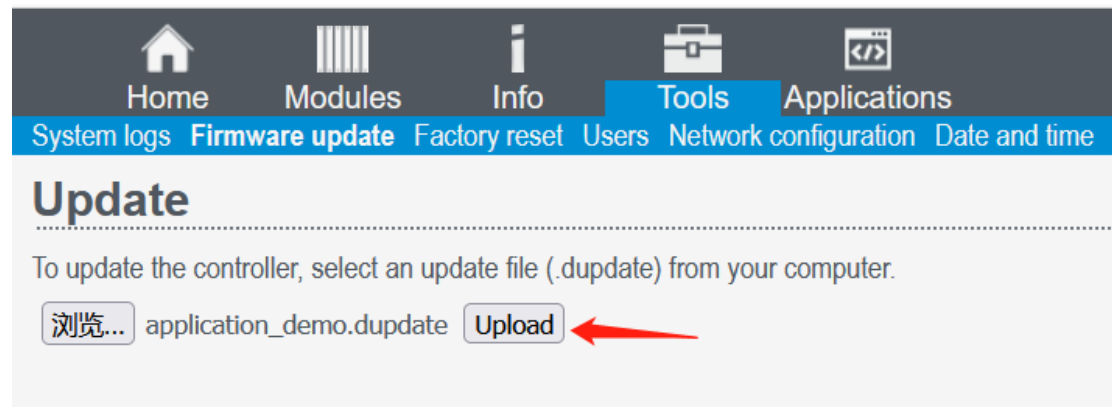 Home Modules Info Tools Applications
System logs Firmware update Factory reset Users Network configuration Date and time
Update
To update the controller, select an update file (.dupdate) from your computer.
浏览... application_demo.dupdate Upload